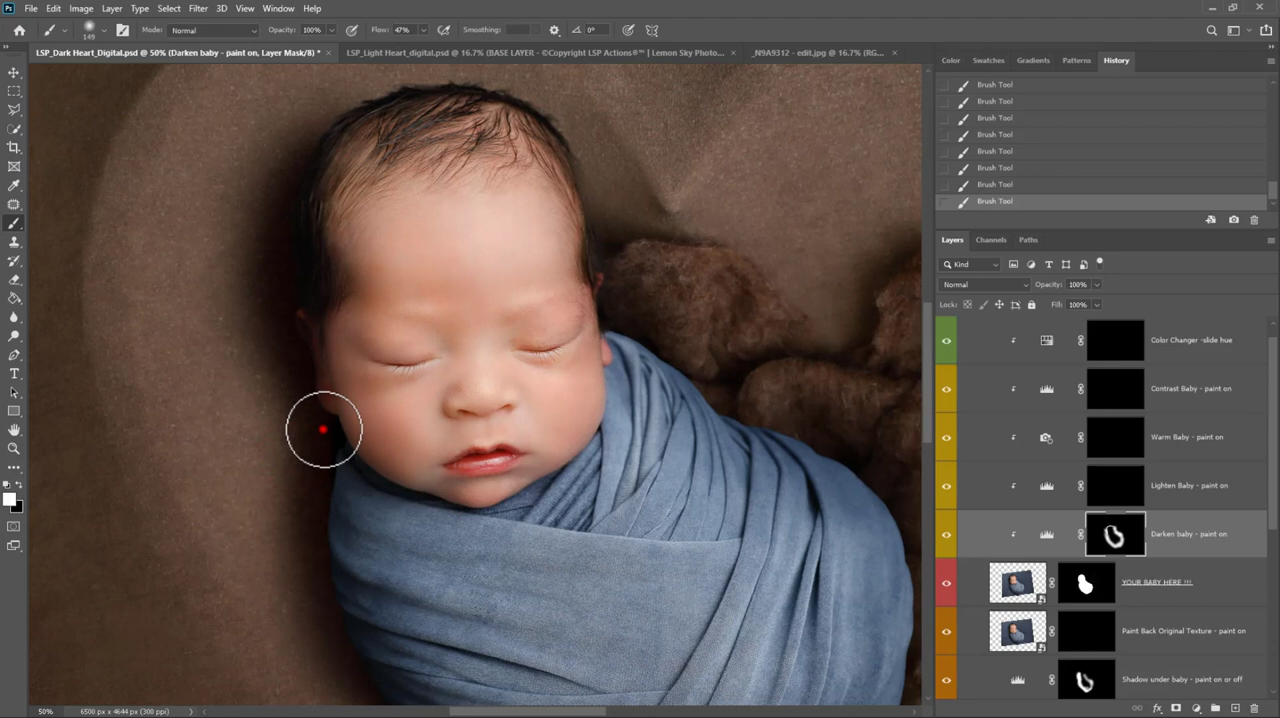 Ps File Edit Image Layer Type Select Filter 3D View Window Help
149 Mode: Normal Opacity: 100% Flow: 47% Smoothing: 0°
LSP_Dark Heart_Digital.psd @ 50% (Darken baby - paint on, Layer Mask/8) * × LSP_Light Heart_digital.psd @ 16.7% (BASE LAYER - ©Copyright LSP Actions®™ | Lemon Sky Photo... × _N9A9312 - edit.jpg @ 16.7% (RG... ×
Color Swatches Gradients Patterns History
Brush Tool
Brush Tool
Brush Tool
Brush Tool
Brush Tool
Brush Tool
Brush Tool
Brush Tool
Layers Channels Paths
Kind
Normal Opacity: 100%
Lock: Fill: 100%
Color Changer -slide hue
Contrast Baby - paint on
Warm Baby - paint on
Lighten Baby - paint on
Darken baby - paint on
YOUR BABY HERE !!!
Paint Back Original Texture - paint on
Shadow under baby - paint on or off
50% 6500 px x 4644 px (300 ppi)